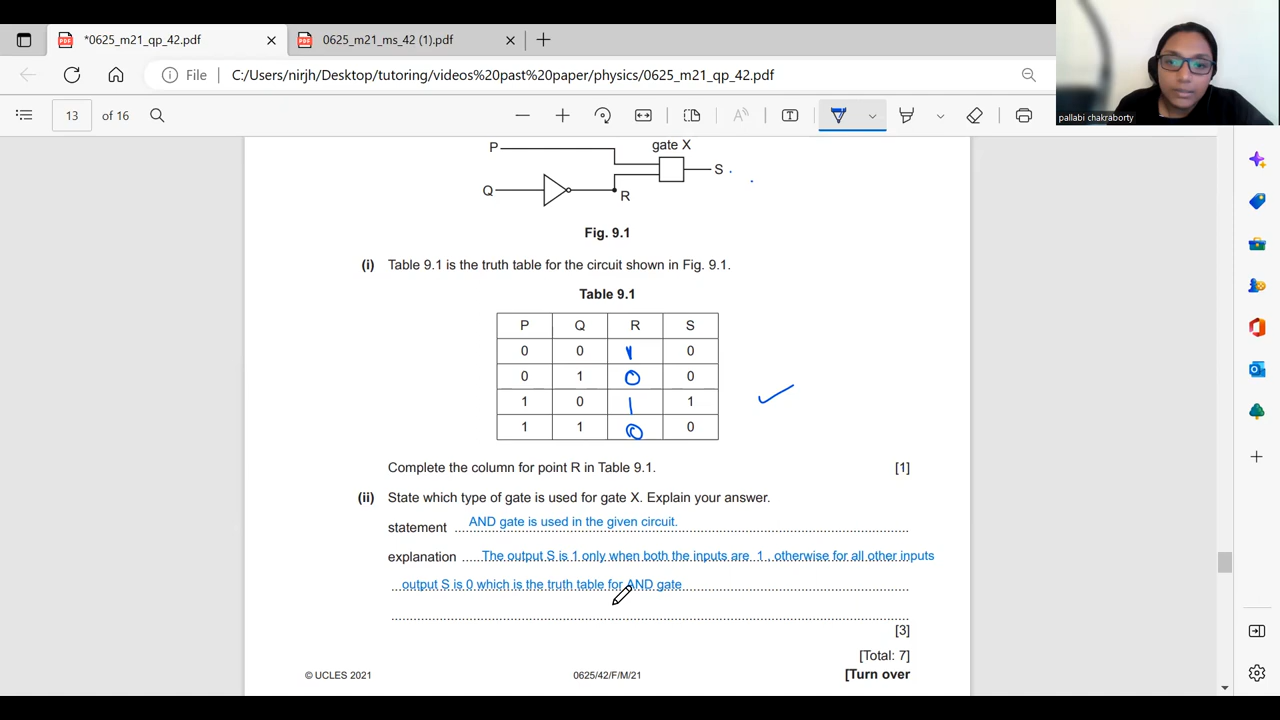 *0625_m21_qp_42.pdf
0625_m21_ms_42 (1).pdf
File C:/Users/nirjh/Desktop/tutoring/videos%20past%20paper/physics/0625_m21_qp_42.pdf
pallabi chakraborty
13 of 16
P gate X
S
Q R
Fig. 9.1
(i) Table 9.1 is the truth table for the circuit shown in Fig. 9.1.
Table 9.1
P Q R S
0 0 1 0
0 1 0 0
1 0 1 1
1 1 0 0
Complete the column for point R in Table 9.1. [1]
(ii) State which type of gate is used for gate X. Explain your answer.
statement AND gate is used in the given circuit.
explanation The output S is 1 only when both the inputs are 1 , otherwise for all other inputs
output S is 0 which is the truth table for AND gate
[3]
[Total: 7]
© UCLES 2021 0625/42/F/M/21 [Turn over